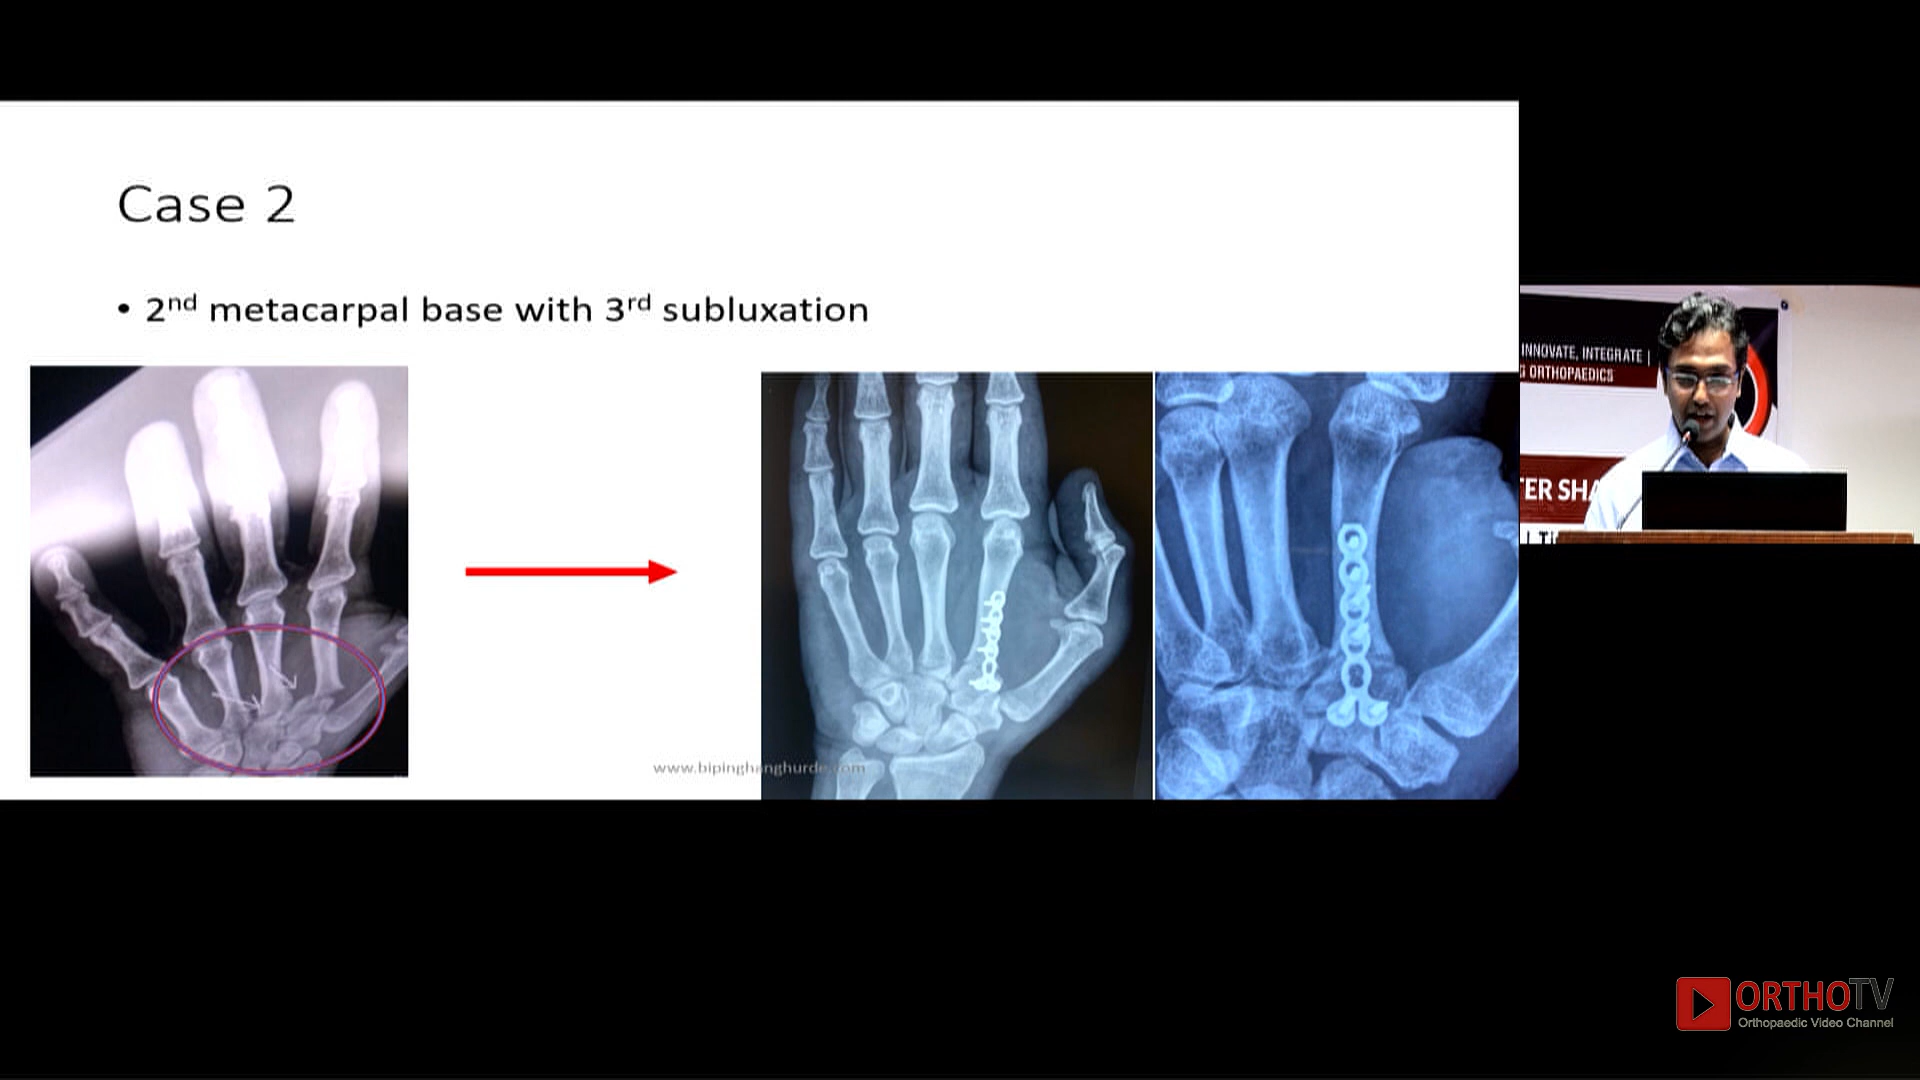 Case 2
• 2nd metacarpal base with 3rd subluxation
www.bipinghanghurde.com
INNOVATE, INTEGRATE |
G ORTHOPAEDICS
TER SHA
ORTHOTV
Orthopaedic Video Channel